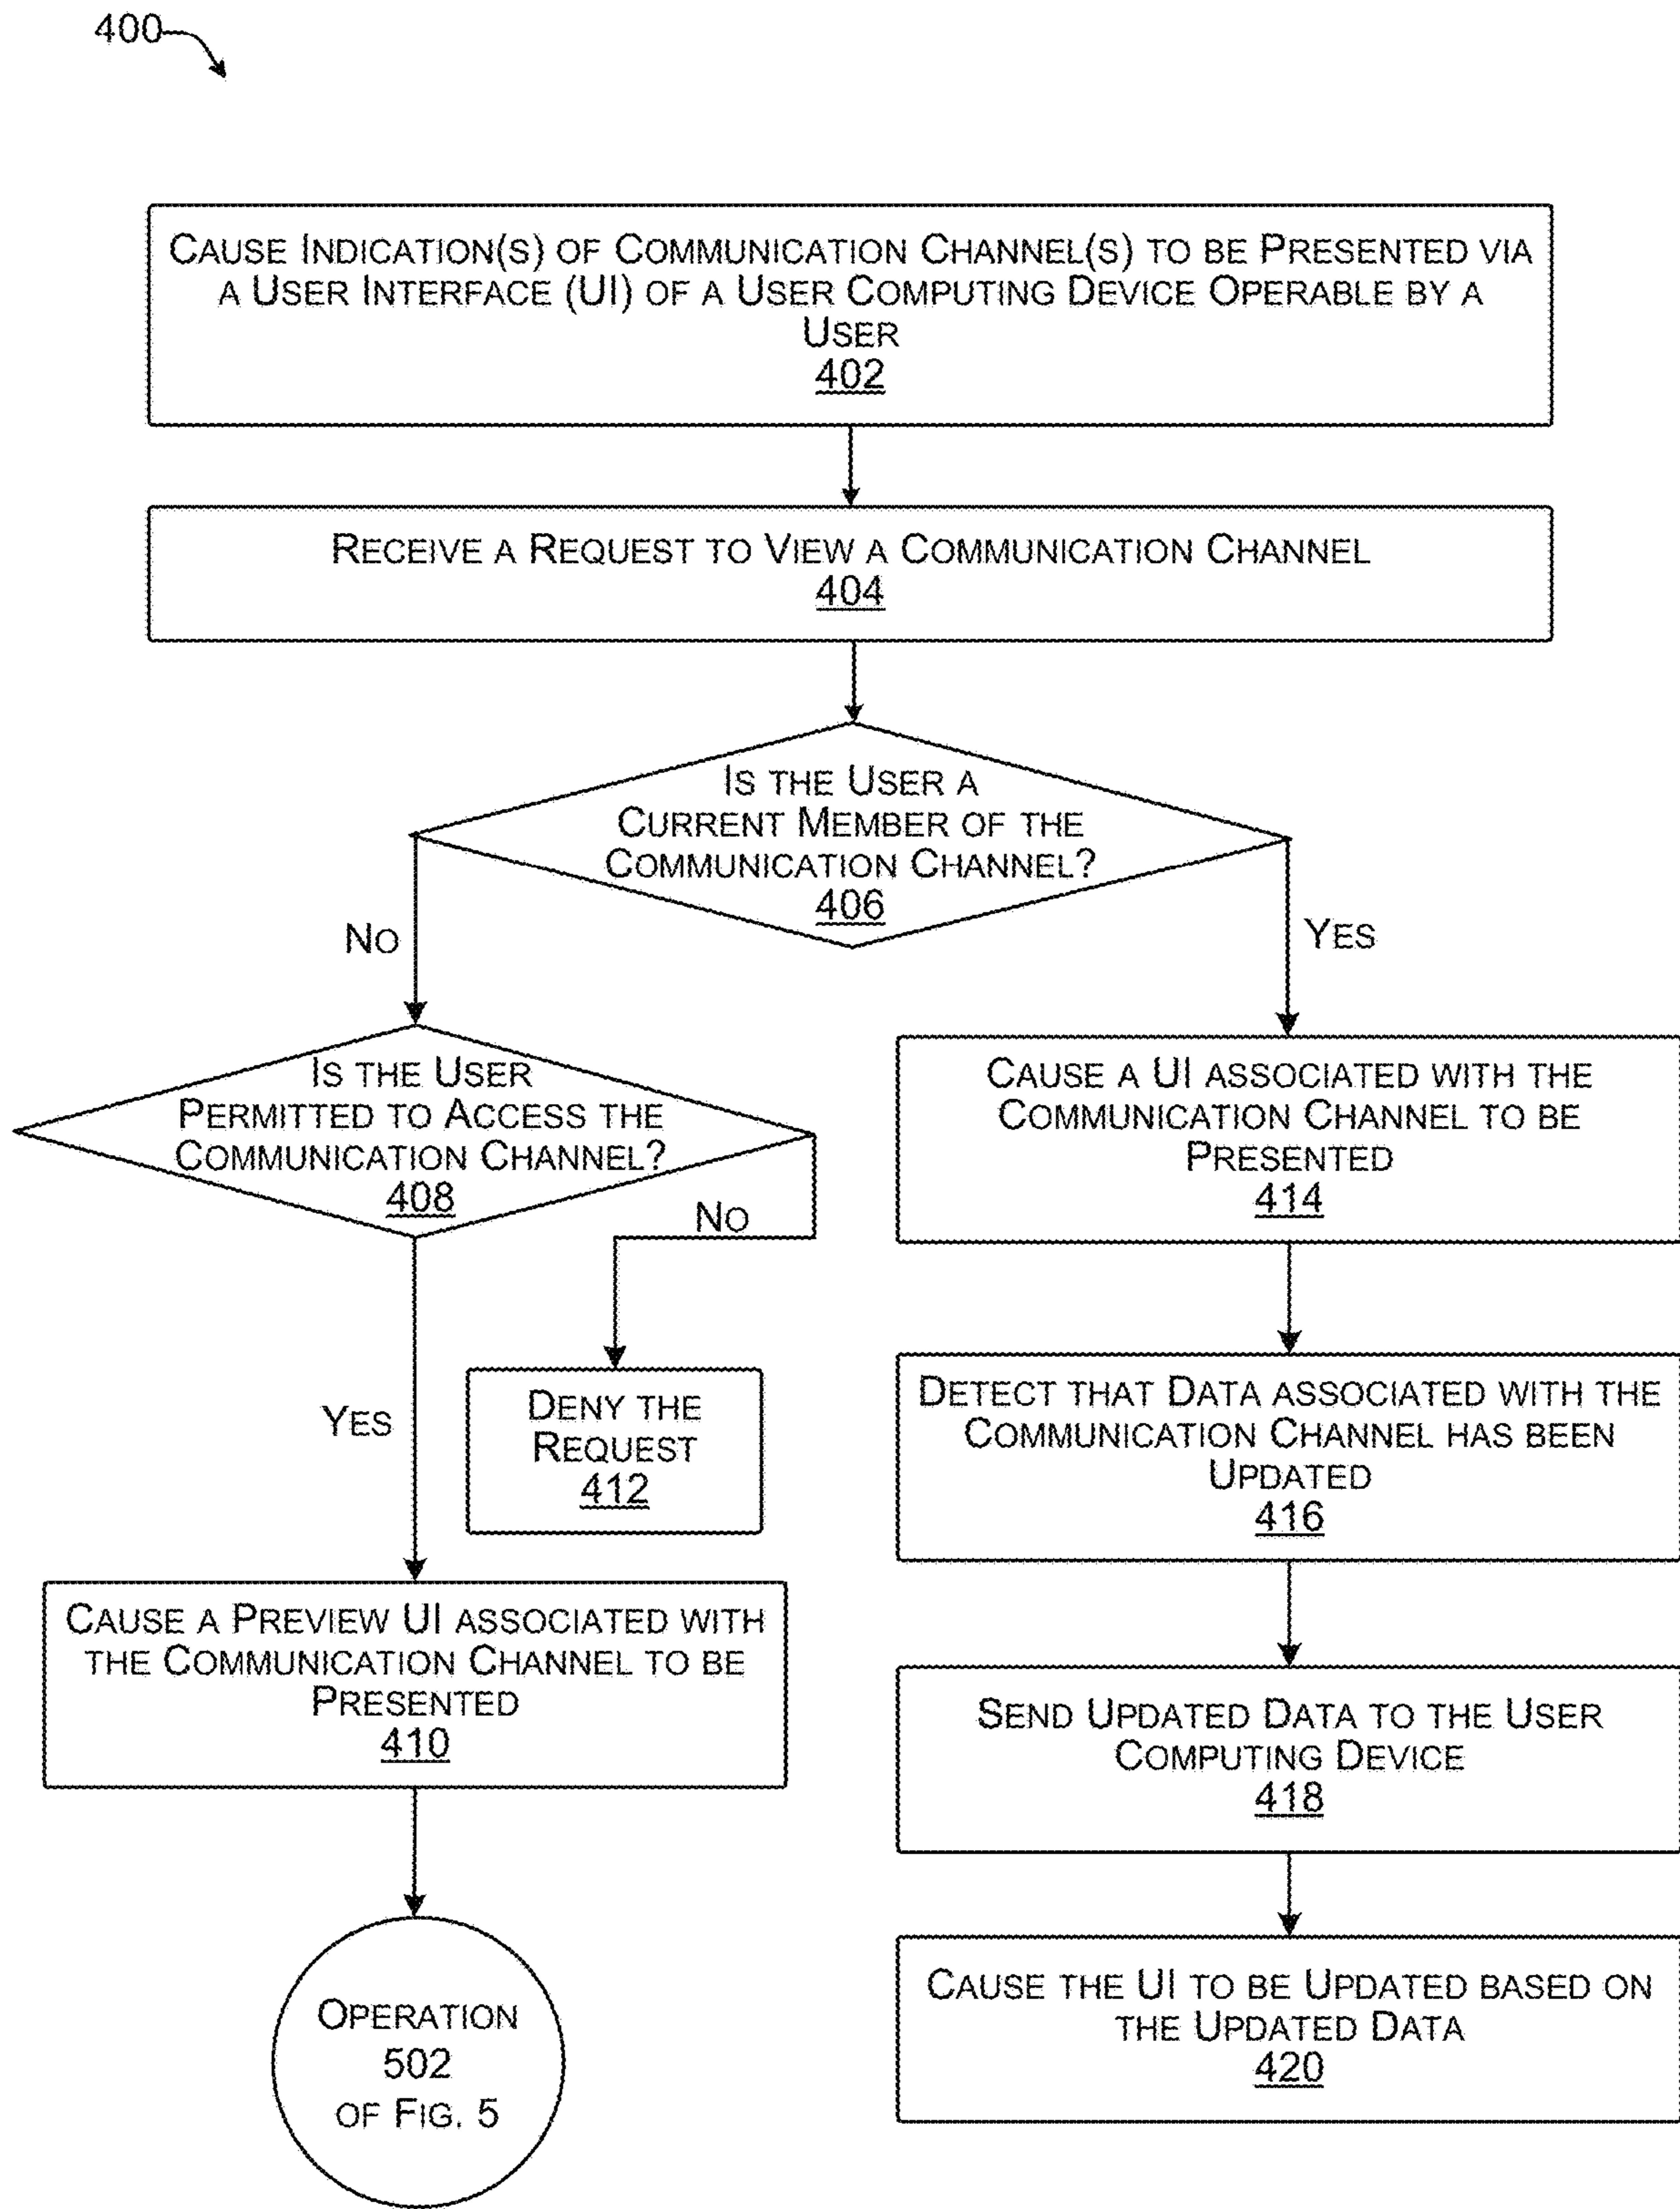 400
CAUSE INDICATION(S) OF COMMUNICATION CHANNEL(S) TO BE PRESENTED VIA
A USER INTERFACE (UI) OF A USER COMPUTING DEVICE OPERABLE BY A
USER
402
RECEIVE A REQUEST TO VIEW A COMMUNICATION CHANNEL
404
IS THE USER A
CURRENT MEMBER OF THE
COMMUNICATION CHANNEL?
406
NO
YES
IS THE USER
PERMITTED TO ACCESS THE
COMMUNICATION CHANNEL?
408
NO
YES
DENY THE
REQUEST
412
CAUSE A PREVIEW UI ASSOCIATED WITH
THE COMMUNICATION CHANNEL TO BE
PRESENTED
410
OPERATION
502
OF FIG. 5
CAUSE A UI ASSOCIATED WITH THE
COMMUNICATION CHANNEL TO BE
PRESENTED
414
DETECT THAT DATA ASSOCIATED WITH THE
COMMUNICATION CHANNEL HAS BEEN
UPDATED
416
SEND UPDATED DATA TO THE USER
COMPUTING DEVICE
418
CAUSE THE UI TO BE UPDATED BASED ON
THE UPDATED DATA
420